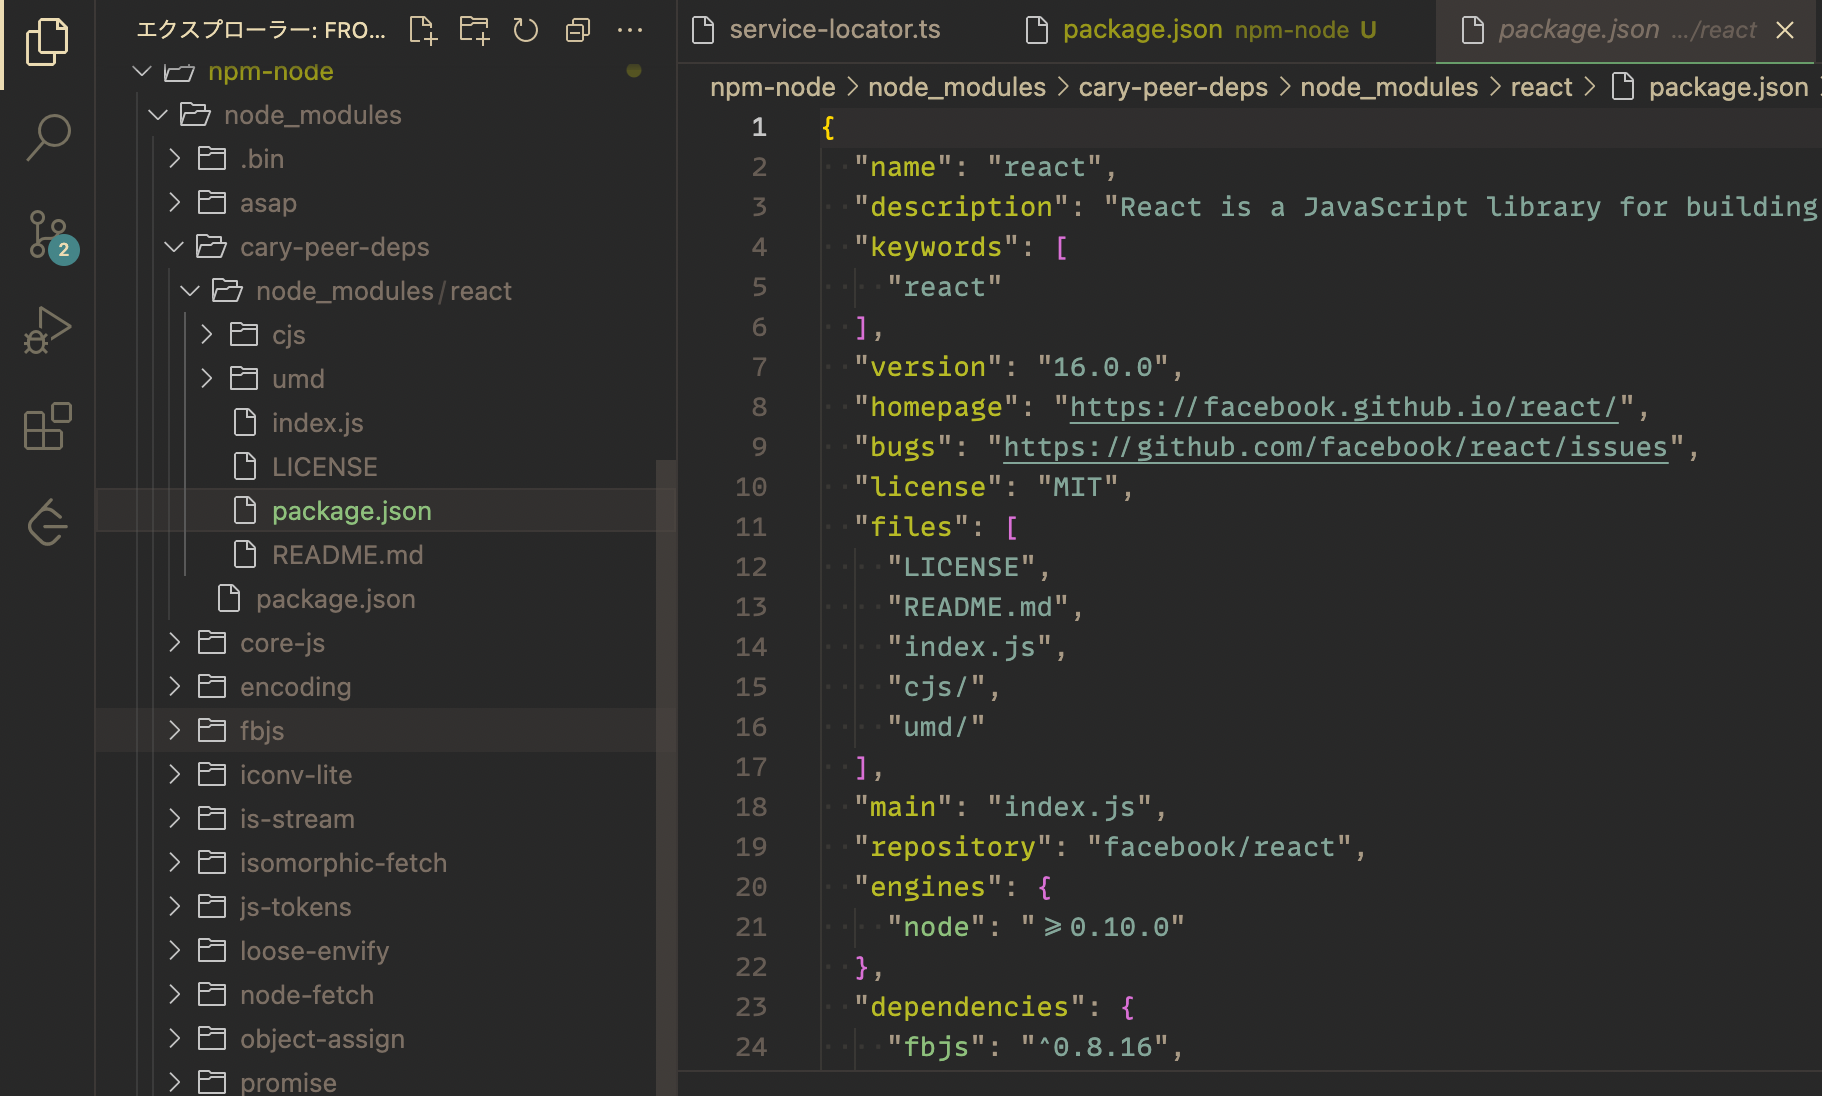 エクスプローラー: FRO...
npm-node
node_modules
.bin
asap
cary-peer-deps
node_modules/react
cjs
umd
index.js
LICENSE
package.json
README.md
package.json
core-js
encoding
fbjs
iconv-lite
is-stream
isomorphic-fetch
js-tokens
loose-envify
node-fetch
object-assign
promise
2
service-locator.ts
package.json npm-node U
package.json .../react
npm-node > node_modules > cary-peer-deps > node_modules > react > package.json
1 {
2 "name": "react",
3 "description": "React is a JavaScript library for building
4 "keywords": [
5 "react"
6 ],
7 "version": "16.0.0",
8 "homepage": "https://facebook.github.io/react/",
9 "bugs": "https://github.com/facebook/react/issues",
10 "license": "MIT",
11 "files": [
12 "LICENSE",
13 "README.md",
14 "index.js",
15 "cjs/",
16 "umd/"
17 ],
18 "main": "index.js",
19 "repository": "facebook/react",
20 "engines": {
21 "node": ">=0.10.0"
22 },
23 "dependencies": {
24 "fbjs": "^0.8.16",